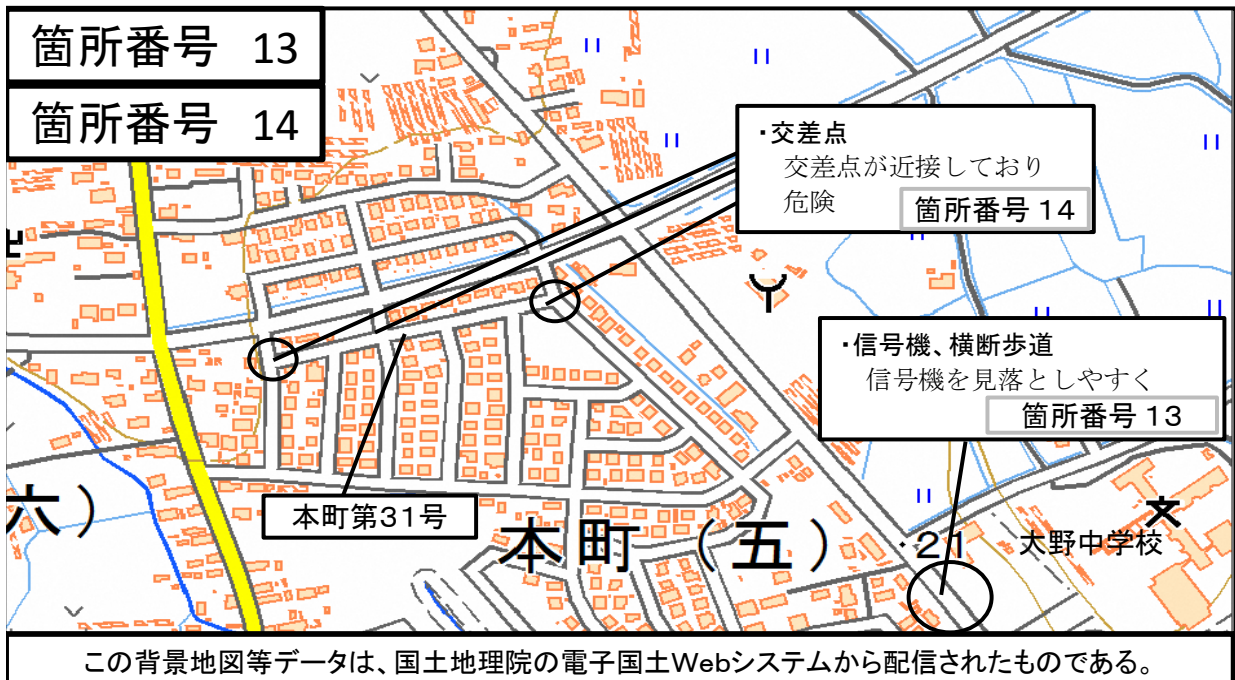 箇所番号 13
箇所番号 14
・交差点
交差点が近接しており
危険
箇所番号 14
・信号機、横断歩道
信号機を見落としやすく
箇所番号 13
本町第31号
六)
本町 (五)
・21
大野中学校
この背景地図等データは、国土地理院の電子国土Webシステムから配信されたものである。